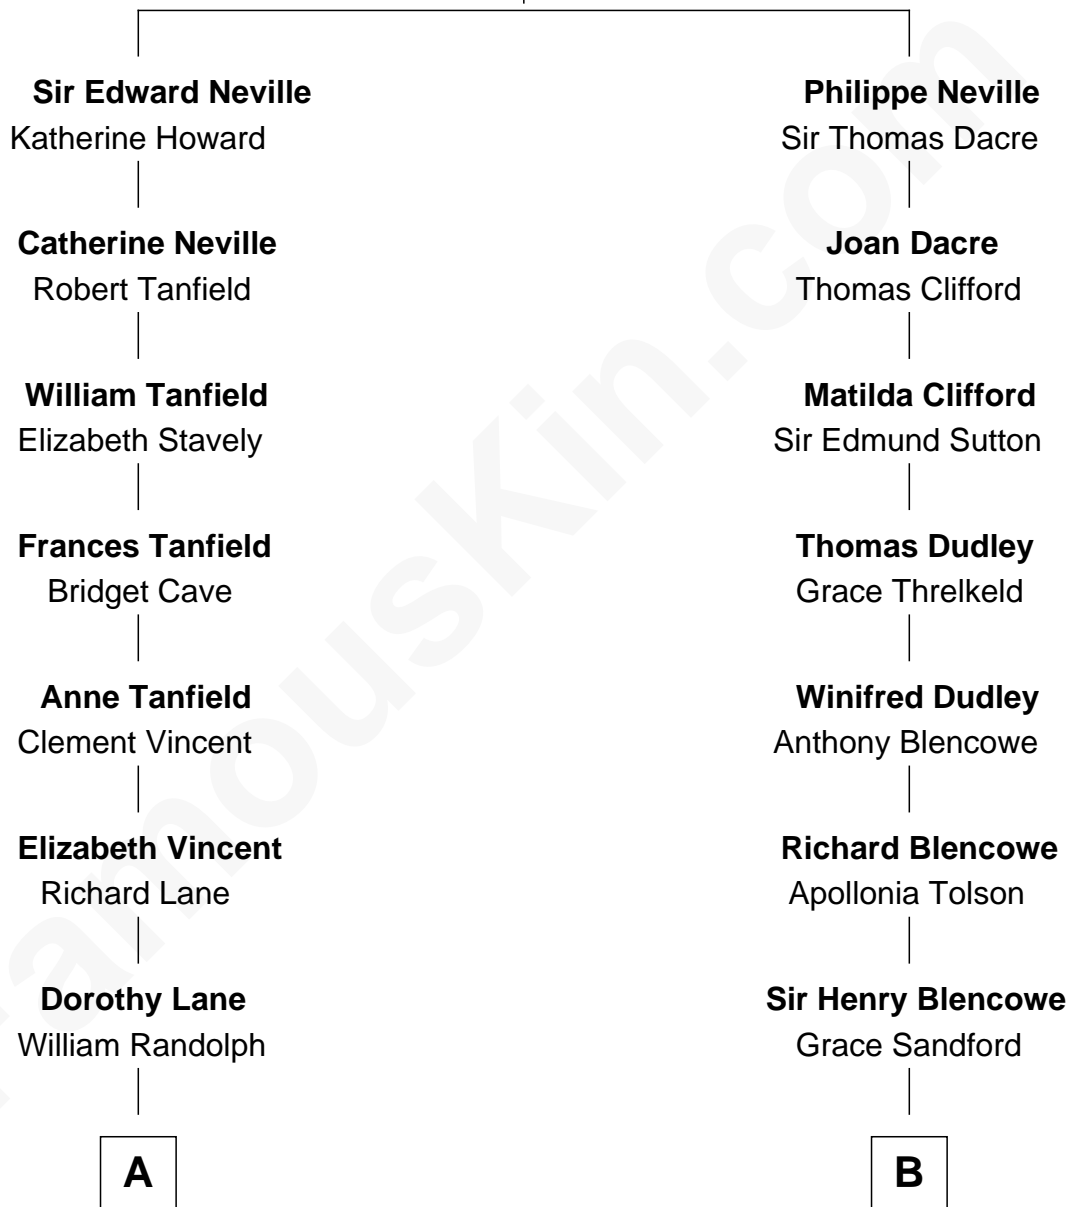 Sir Edward Neville
Katherine Howard
Catherine Neville
Robert Tanfield
William Tanfield
Elizabeth Stavely
Frances Tanfield
Bridget Cave
Anne Tanfield
Clement Vincent
Elizabeth Vincent
Richard Lane
Dorothy Lane
William Randolph
A
Philippe Neville
Sir Thomas Dacre
Joan Dacre
Thomas Clifford
Matilda Clifford
Sir Edmund Sutton
Thomas Dudley
Grace Threlkeld
Winifred Dudley
Anthony Blencowe
Richard Blencowe
Apollonia Tolson
Sir Henry Blencowe
Grace Sandford
B
FamousKin.com